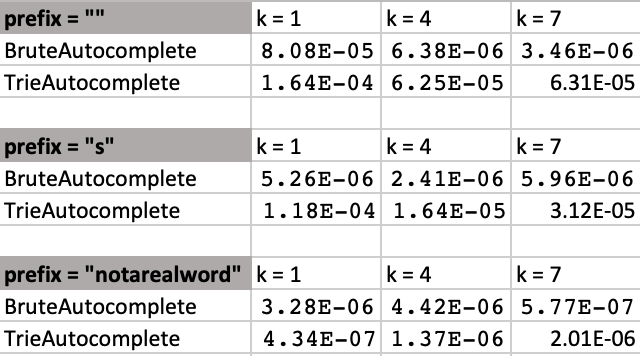 prefix = "" k = 1 k = 4 k = 7
BruteAutocomplete 8.08E-05 6.38E-06 3.46E-06
TrieAutocomplete 1.64E-04 6.25E-05 6.31E-05
prefix = "s" k = 1 k = 4 k = 7
BruteAutocomplete 5.26E-06 2.41E-06 5.96E-06
TrieAutocomplete 1.18E-04 1.64E-05 3.12E-05
prefix = "notarealword" k = 1 k = 4 k = 7
BruteAutocomplete 3.28E-06 4.42E-06 5.77E-07
TrieAutocomplete 4.34E-07 1.37E-06 2.01E-06